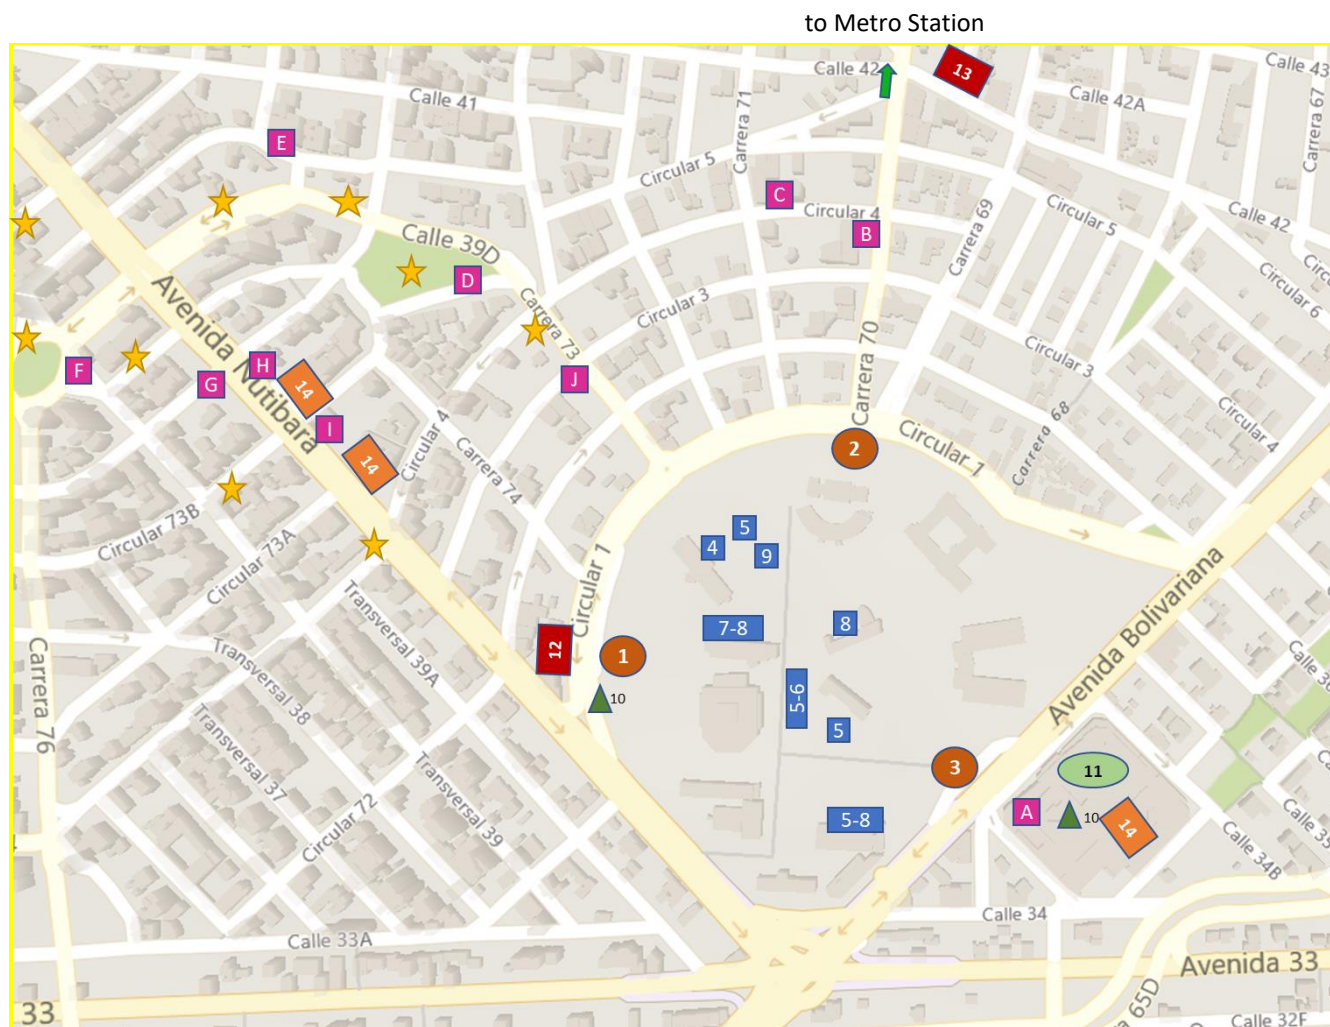 to Metro Station
Calle 42
13
Calle 43
Calle 41
Calle 42A
Carrera 71
Carrera 67
E
Circular 5
C
Circular 4
B
Circular 5
Calle 42
Carrera 69
Calle 39D
D
Circular 6
Avenida Nutibara
Carrera 73
Circular 3
Carrera 70
Circular 3
F
G
H
14
J
I
Carrera 68
Circular 4
14
Circular 4
Carrera 74
2
Circular 1
Circular 73B
Circular 73A
5
4
9
Circular 1
Transversal 39A
7-8
8
12
1
10
Transversal 38
5-6
5
Avenida Bolivariana
Carrera 76
Transversal 37
Transversal 39
Circular 72
3
11
A
10
14
5-8
Calle 34B
Calle 34
Calle 33A
Avenida 33
33
65D
Calle 32F